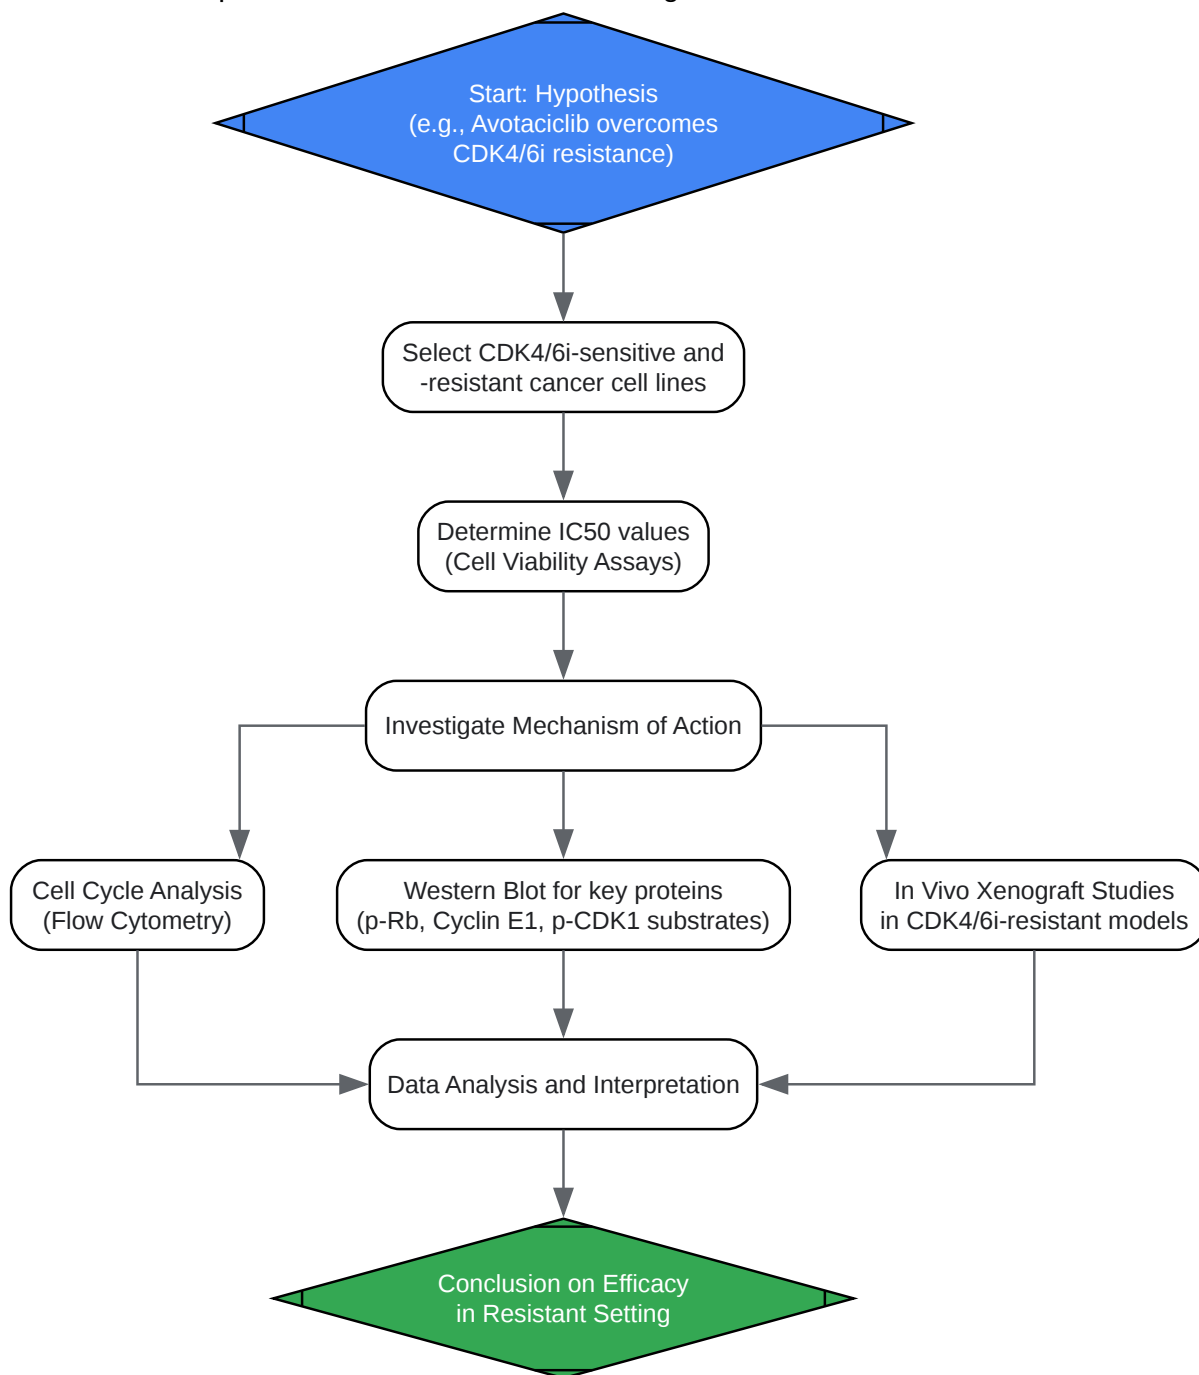 Start: Hypothesis
(e.g., Avotaciclib overcomes
CDK4/6i resistance)
Select CDK4/6i-sensitive and
-resistant cancer cell lines
Determine IC50 values
(Cell Viability Assays)
Investigate Mechanism of Action
Cell Cycle Analysis
(Flow Cytometry)
Western Blot for key proteins
(p-Rb, Cyclin E1, p-CDK1 substrates)
In Vivo Xenograft Studies
in CDK4/6i-resistant models
Data Analysis and Interpretation
Conclusion on Efficacy
in Resistant Setting